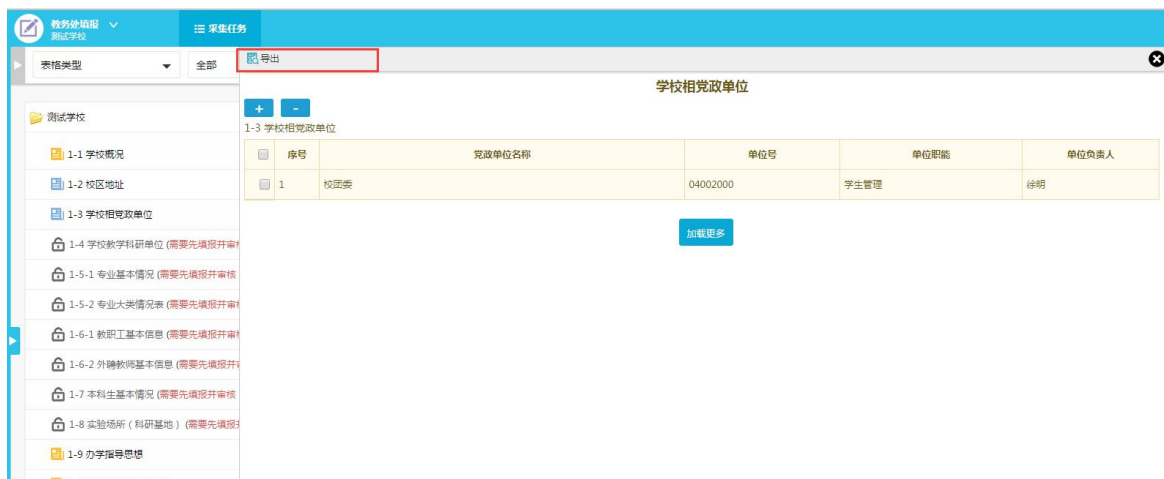 教务处填报
测试学校
采集任务
表格类型
全部
导出
学校相党政单位
+ -
1-3 学校相党政单位
序号 党政单位名称 单位号 单位职能 单位负责人
1 校团委 04002000 学生管理 徐明
加载更多
测试学校
1-1 学校概况
1-2 校区地址
1-3 学校相党政单位
1-4 学校教学科研单位 (需要先填报并审
1-5-1 专业基本情况 (需要先填报并审核
1-5-2 专业大类情况表 (需要先填报并审
1-6-1 教职工基本信息 (需要先填报并审
1-6-2 外聘教师基本信息 (需要先填报并
1-7 本科生基本情况 (需要先填报并审核
1-8 实验场所（科研基地） (需要先填报
1-9 办学指导思想